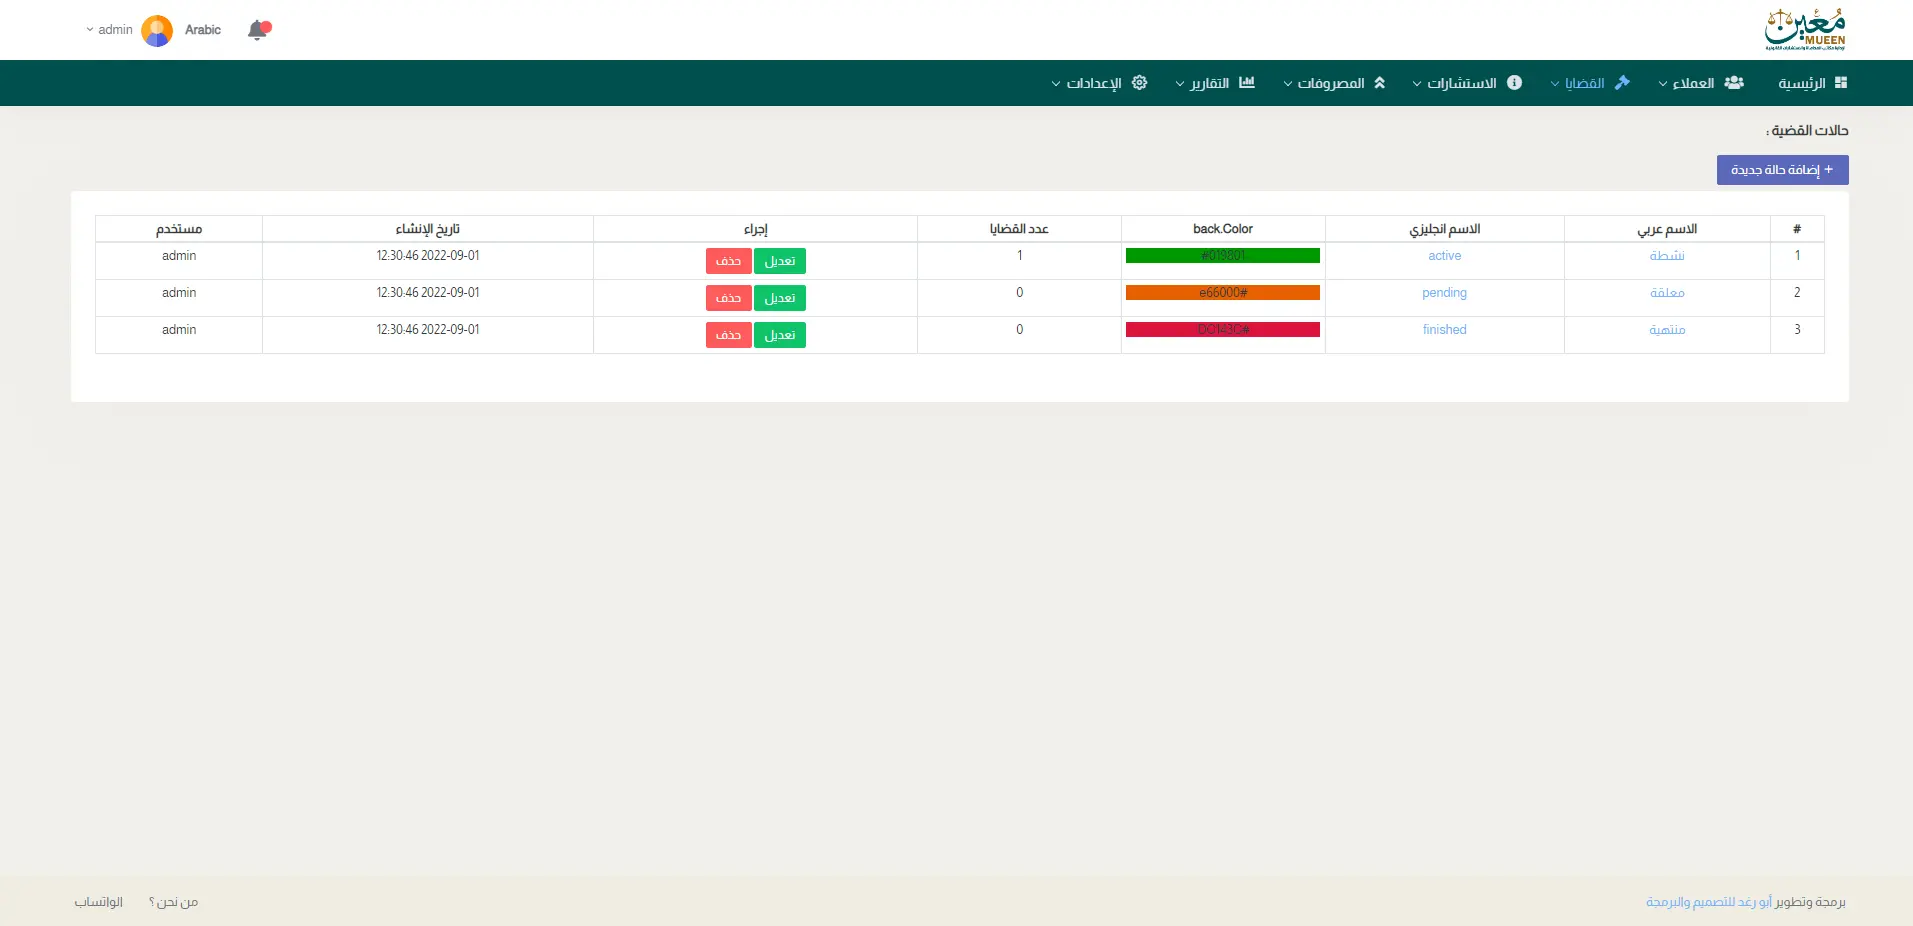 مُعين
MUEEN
Arabic
admin
الرئيسية
العملاء
القضايا
الاستشارات
المصروفات
التقارير
الإعدادات
حالات القضية :
+ إضافة حالة جديدة
# الاسم عربي الاسم انجليزي back.Color عدد القضايا إجراء تاريخ الإنشاء مستخدم
1 نشطة active #019801 1 تعديل حذف 2022-09-01 12:30:46 admin
2 معلقة pending e66000# 0 تعديل حذف 2022-09-01 12:30:46 admin
3 منتهية finished DC143C# 0 تعديل حذف 2022-09-01 12:30:46 admin
برمجة وتطوير أبو رغد للتصميم والبرمجة
من نحن ؟
الواتساب